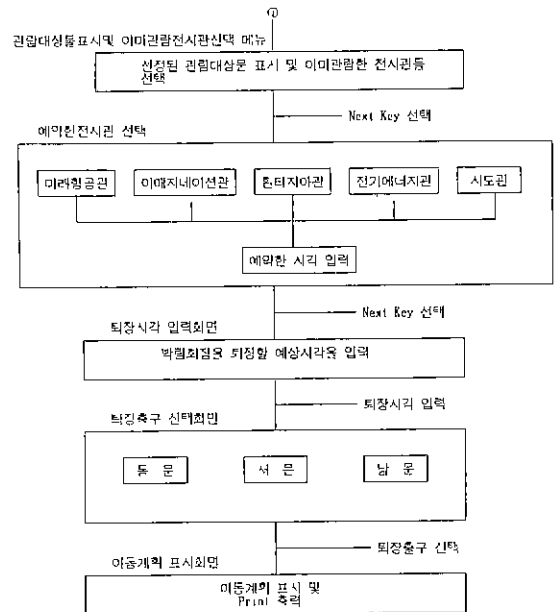 관람대상물표시및 이미관람전시관선택 메뉴
선정된 관람대상물 표시 및 이미관람한 전시관등
선택
Next Key 선택
예약한전시관 선택
미래항공관 이매지네이션관 환타지아관 전기에너지관 시도관
예약한 시각 입력
Next Key 선택
퇴장시각 입력화면
박람회장을 퇴장할 예상시각을 입력
퇴장시각 입력
퇴장출구 선택화면
동 문 서 문 남 문
퇴장출구 선택
이동계획 표시화면
이동계획 표시 및
Print 출력